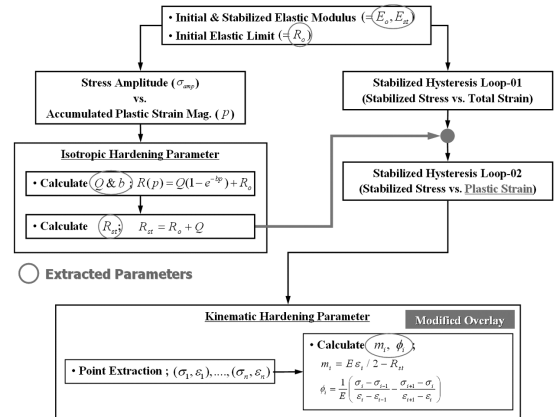 • Initial & Stabilized Elastic Modulus (= E_o, E_st)
• Initial Elastic Limit (= R_o)
Stress Amplitude (σ_amp)
vs.
Accumulated Plastic Strain Mag. (p)
Stabilized Hysteresis Loop-01
(Stabilized Stress vs. Total Strain)
Isotropic Hardening Parameter
• Calculate Q & b ; R(p) = Q(1 − e^{−bp}) + R_o
• Calculate R_st; R_st = R_o + Q
Stabilized Hysteresis Loop-02
(Stabilized Stress vs. Plastic Strain)
Extracted Parameters
Kinematic Hardening Parameter
Modified Overlay
• Point Extraction ; (σ_1, ε_1),....,(σ_n, ε_n)
• Calculate m_i, ϕ_i ;
m_i = E ε_i / 2 − R_st
ϕ_i = 1/E ( (σ_i − σ_{i−1})/(ε_i − ε_{i−1}) − (σ_{i+1} − σ_i)/(ε_{i+1} − ε_i) )